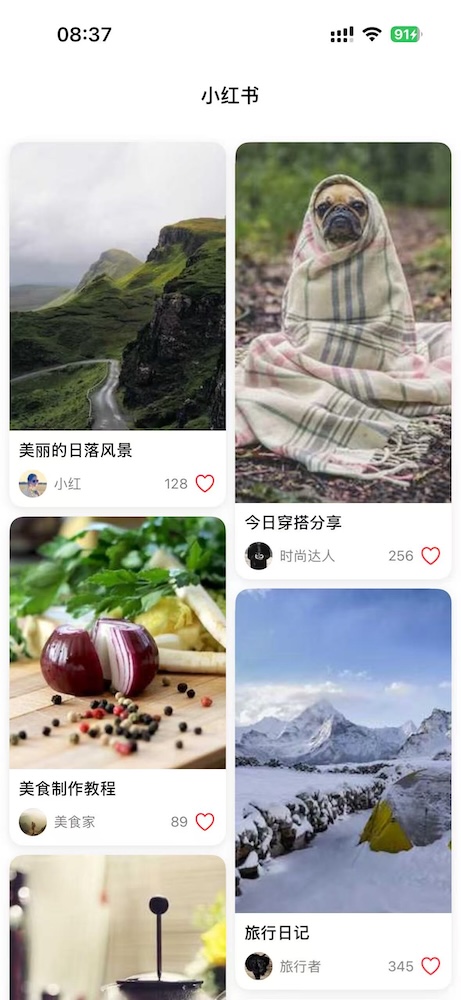 08:37
91
小红书
美丽的日落风景
小红
128
今日穿搭分享
时尚达人
256
美食制作教程
美食家
89
旅行日记
旅行者
345